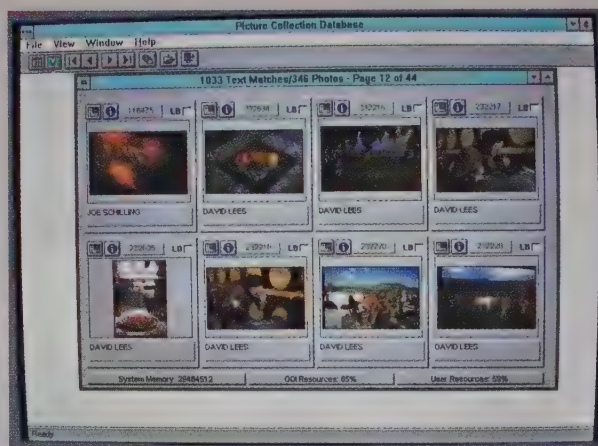 Picture Collection Database
File View Window Help
1033 Text Matches/346 Photos - Page 12 of 44
LB LB LB LB
JOE SCHILLING DAVID LEES DAVID LEES DAVID LEES
LB LB LB LB
DAVID LEES DAVID LEES DAVID LEES DAVID LEES
System Memory: 29484512 GDI Resources: 65% User Resources: 58%
Ready